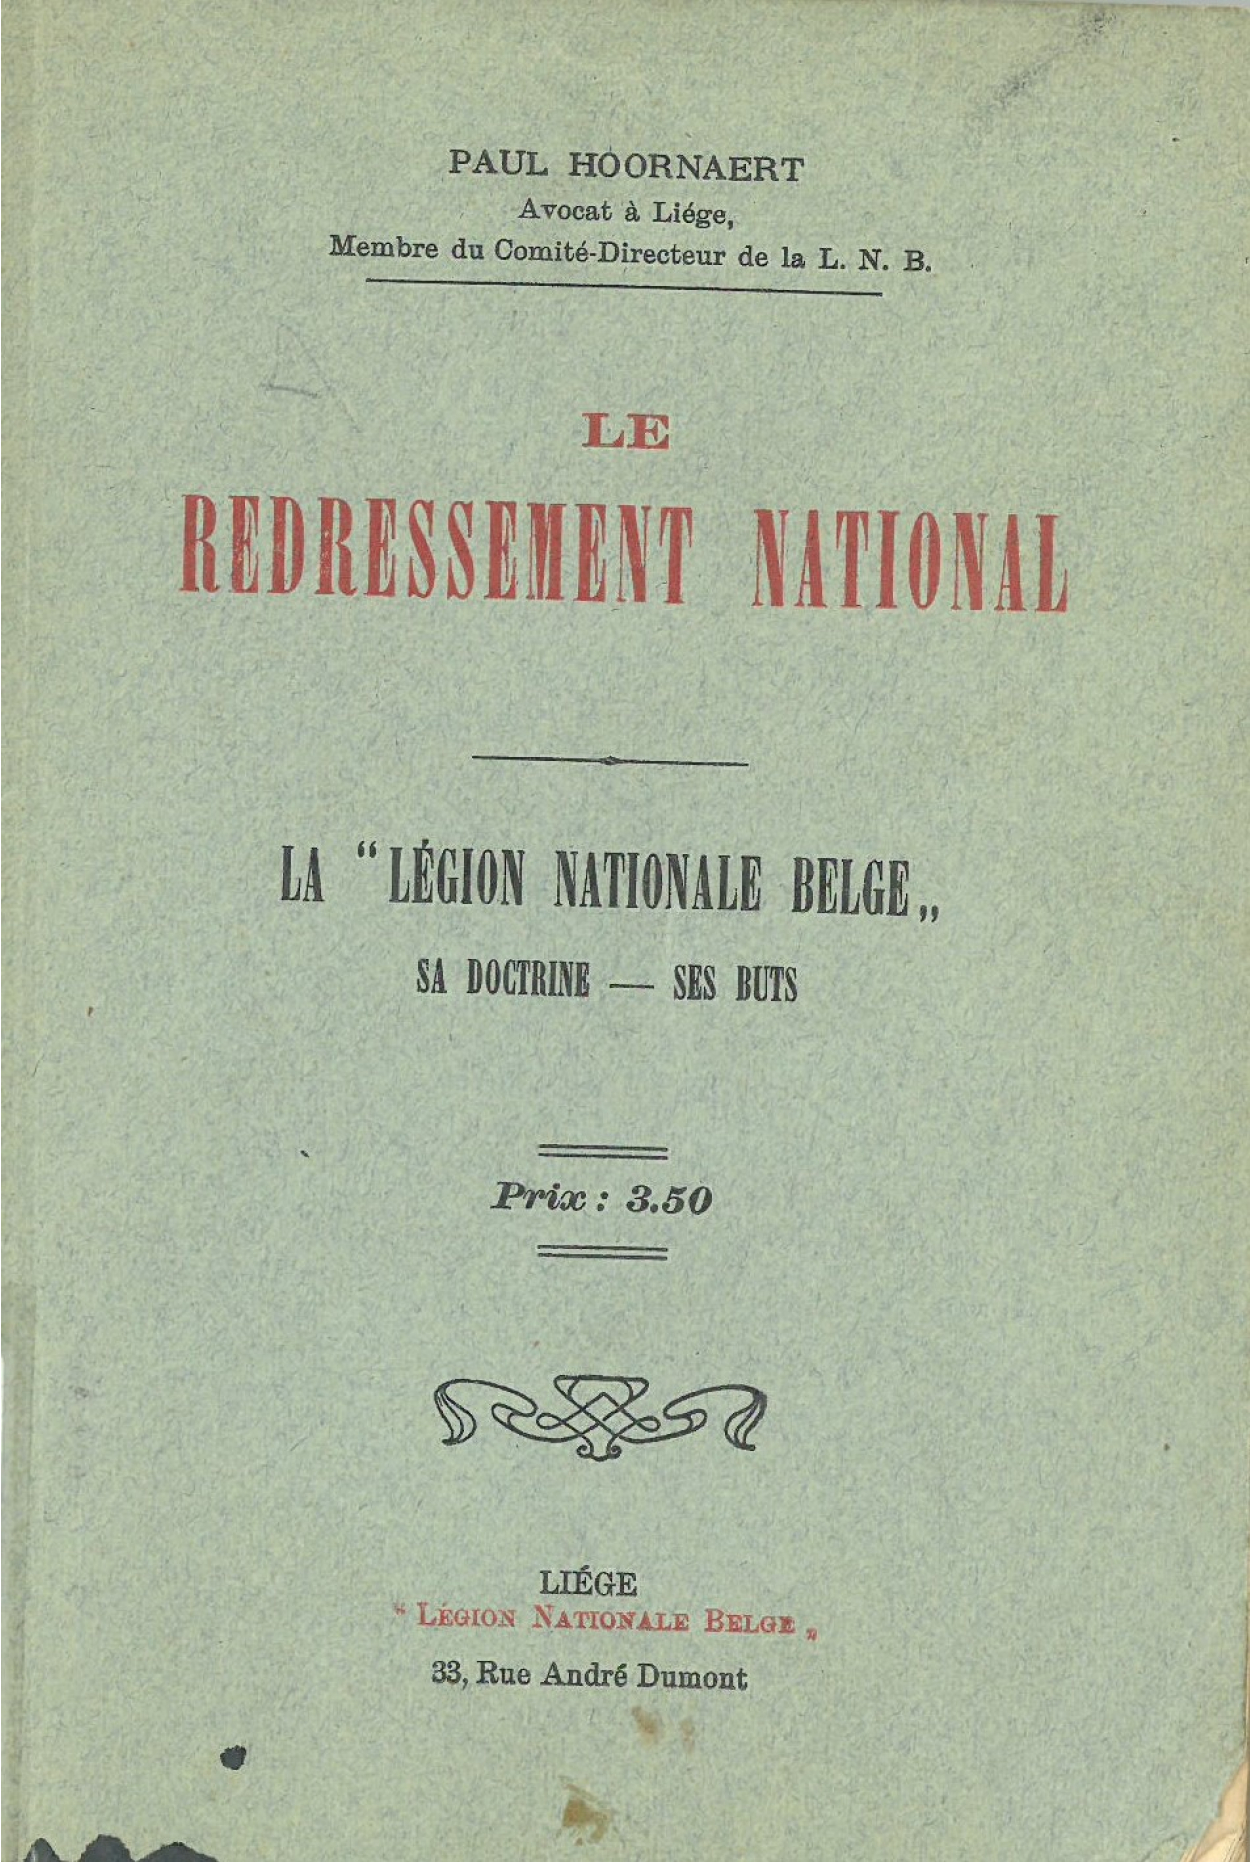 PAUL HOORNAERT
Avocat à Liége,
Membre du Comité-Directeur de la L. N. B.
LE
REDRESSEMENT NATIONAL
LA “LÉGION NATIONALE BELGE„
SA DOCTRINE — SES BUTS
Prix : 3.50
LIÉGE
“ LÉGION NATIONALE BELGE „
33, Rue André Dumont